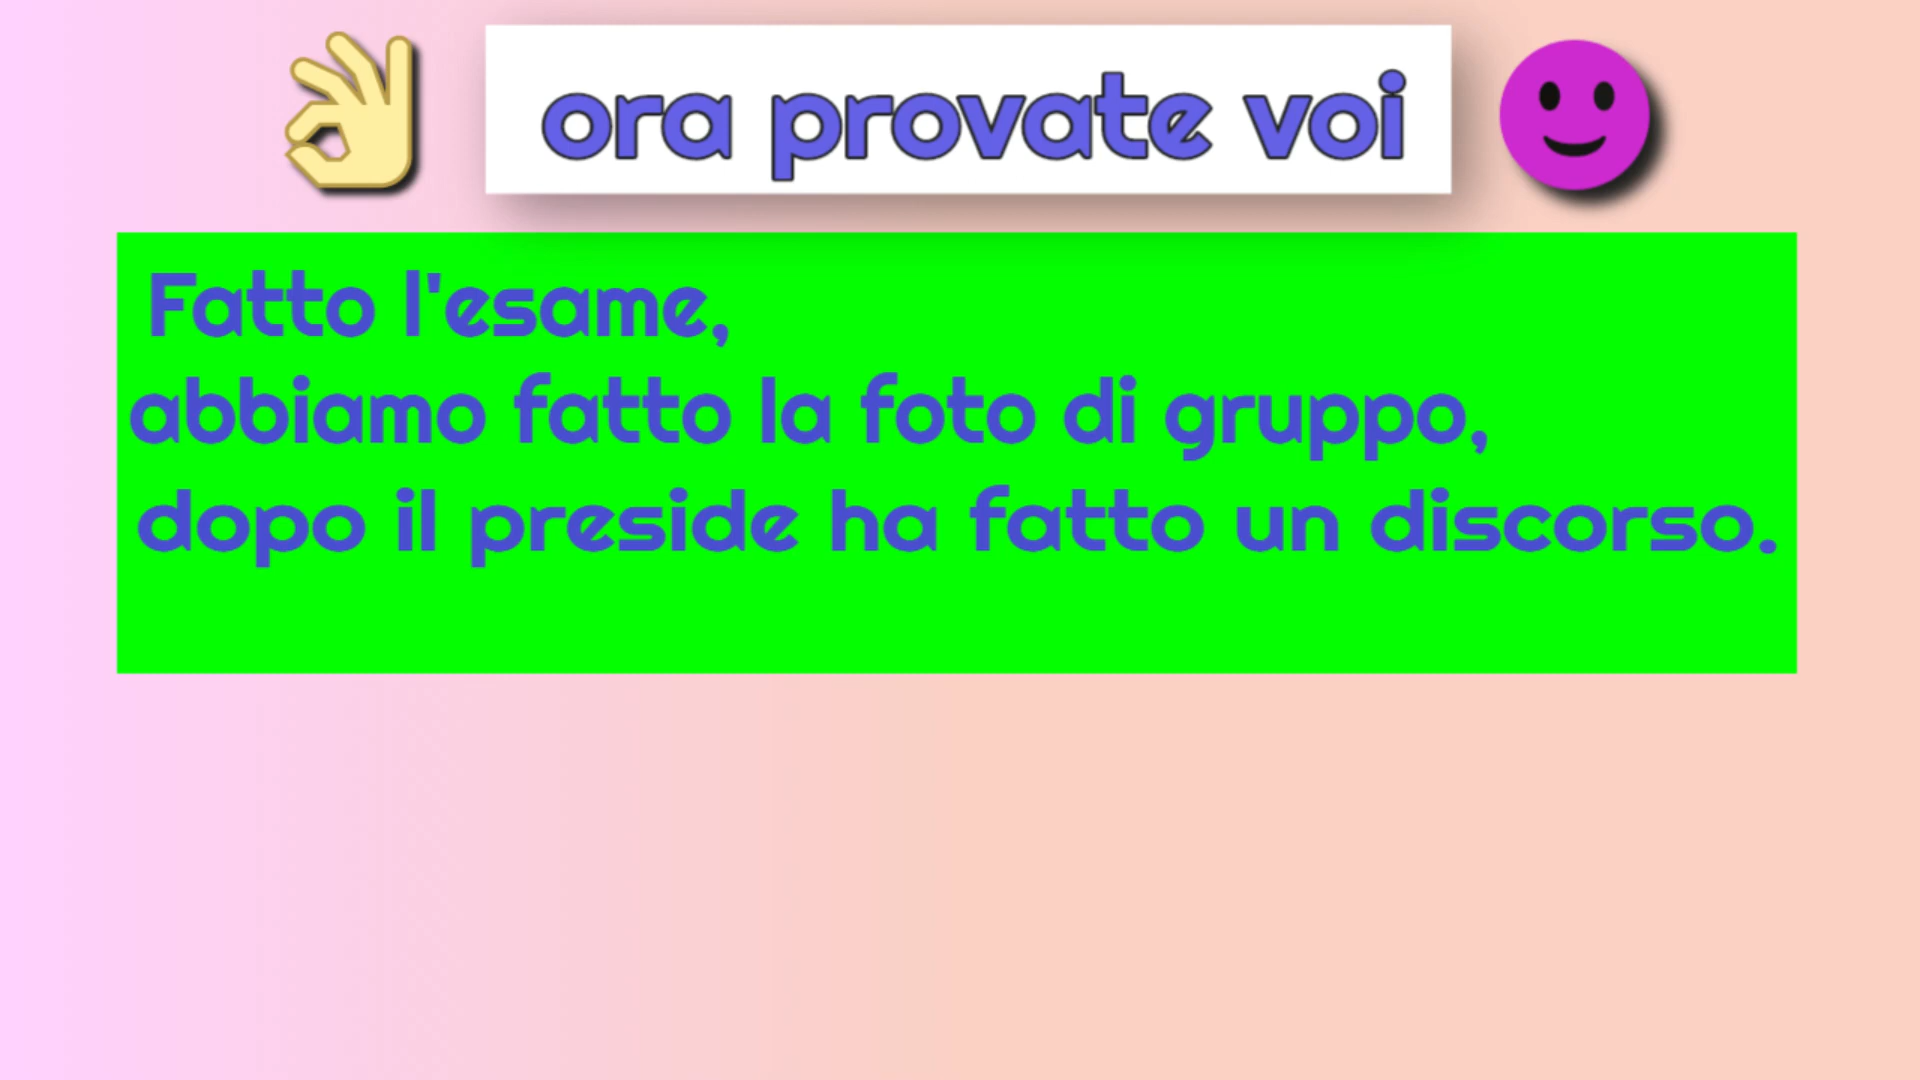 ora provate voi
Fatto l'esame,
abbiamo fatto la foto di gruppo,
dopo il preside ha fatto un discorso.